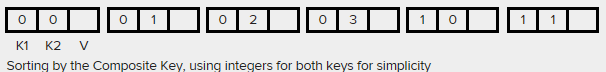 0 0 0 1 0 2 0 3 1 0 1 1
K1 K2 V
Sorting by the Composite Key, using integers for both keys for simplicity